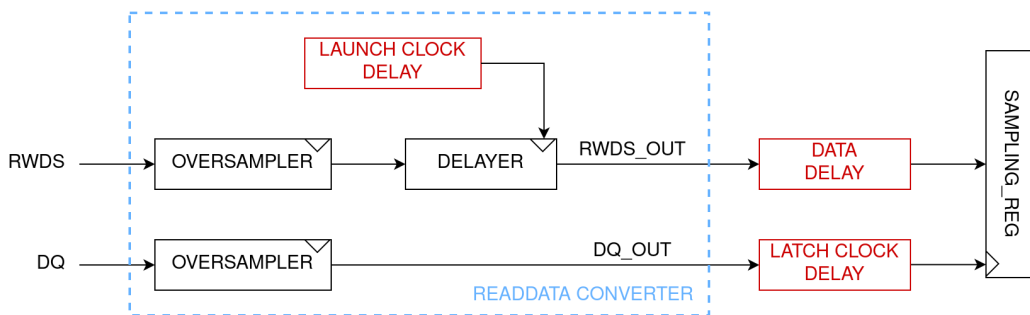 LAUNCH CLOCK
DELAY
RWDS
OVERSAMPLER
DELAYER
RWDS_OUT
DATA
DELAY
SAMPLING_REG
DQ
OVERSAMPLER
DQ_OUT
LATCH CLOCK
DELAY
READDATA CONVERTER